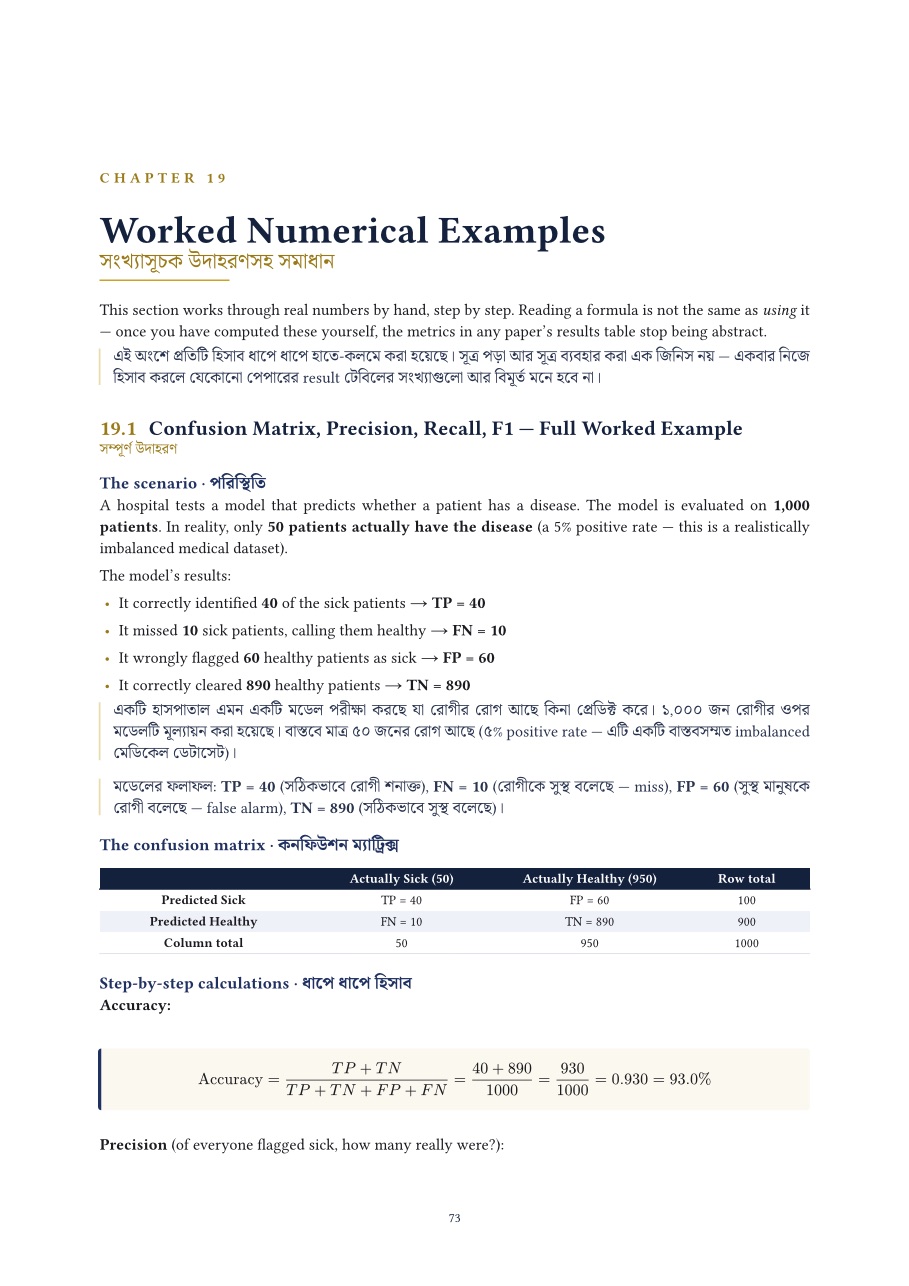 CHAPTER 19
Worked Numerical Examples
সংখ্যাসূচক উদাহরণসহ সমাধান
This section works through real numbers by hand, step by step. Reading a formula is not the same as using it
— once you have computed these yourself, the metrics in any paper's results table stop being abstract.
এই অংশে প্রতিটি হিসাব ধাপে ধাপে হাতে-কলমে করা হয়েছে। সূত্র পড়া আর সূত্র ব্যবহার করা এক জিনিস নয় — একবার নিজে
হিসাব করলে যেকোনো পেপারের result টেবিলের সংখ্যাগুলো আর বিমূর্ত মনে হবে না।
19.1 Confusion Matrix, Precision, Recall, F1 — Full Worked Example
সম্পূর্ণ উদাহরণ
The scenario · পরিস্থিতি
A hospital tests a model that predicts whether a patient has a disease. The model is evaluated on 1,000
patients. In reality, only 50 patients actually have the disease (a 5% positive rate — this is a realistically
imbalanced medical dataset).
The model's results:
• It correctly identified 40 of the sick patients → TP = 40
• It missed 10 sick patients, calling them healthy → FN = 10
• It wrongly flagged 60 healthy patients as sick → FP = 60
• It correctly cleared 890 healthy patients → TN = 890
একটি হাসপাতাল এমন একটি মডেল পরীক্ষা করছে যা রোগীর রোগ আছে কিনা প্রেডিক্ট করে। ১,০০০ জন রোগীর ওপর
মডেলটি মূল্যায়ন করা হয়েছে। বাস্তবে মাত্র ৫০ জনের রোগ আছে (৫% positive rate — এটি একটি বাস্তবসম্মত imbalanced
মেডিকেল ডেটাসেট)।
মডেলের ফলাফল: TP = 40 (সঠিকভাবে রোগী শনাক্ত), FN = 10 (রোগীকে সুস্থ বলেছে — miss), FP = 60 (সুস্থ মানুষকে
রোগী বলেছে — false alarm), TN = 890 (সঠিকভাবে সুস্থ বলেছে)।
The confusion matrix · কনফিউশন ম্যাট্রিক্স
Actually Sick (50) Actually Healthy (950) Row total
Predicted Sick TP = 40 FP = 60 100
Predicted Healthy FN = 10 TN = 890 900
Column total 50 950 1000
Step-by-step calculations · ধাপে ধাপে হিসাব
Accuracy:
Accuracy = (TP + TN) / (TP + TN + FP + FN) = (40 + 890) / 1000 = 930 / 1000 = 0.930 = 93.0%
Precision (of everyone flagged sick, how many really were?):
73